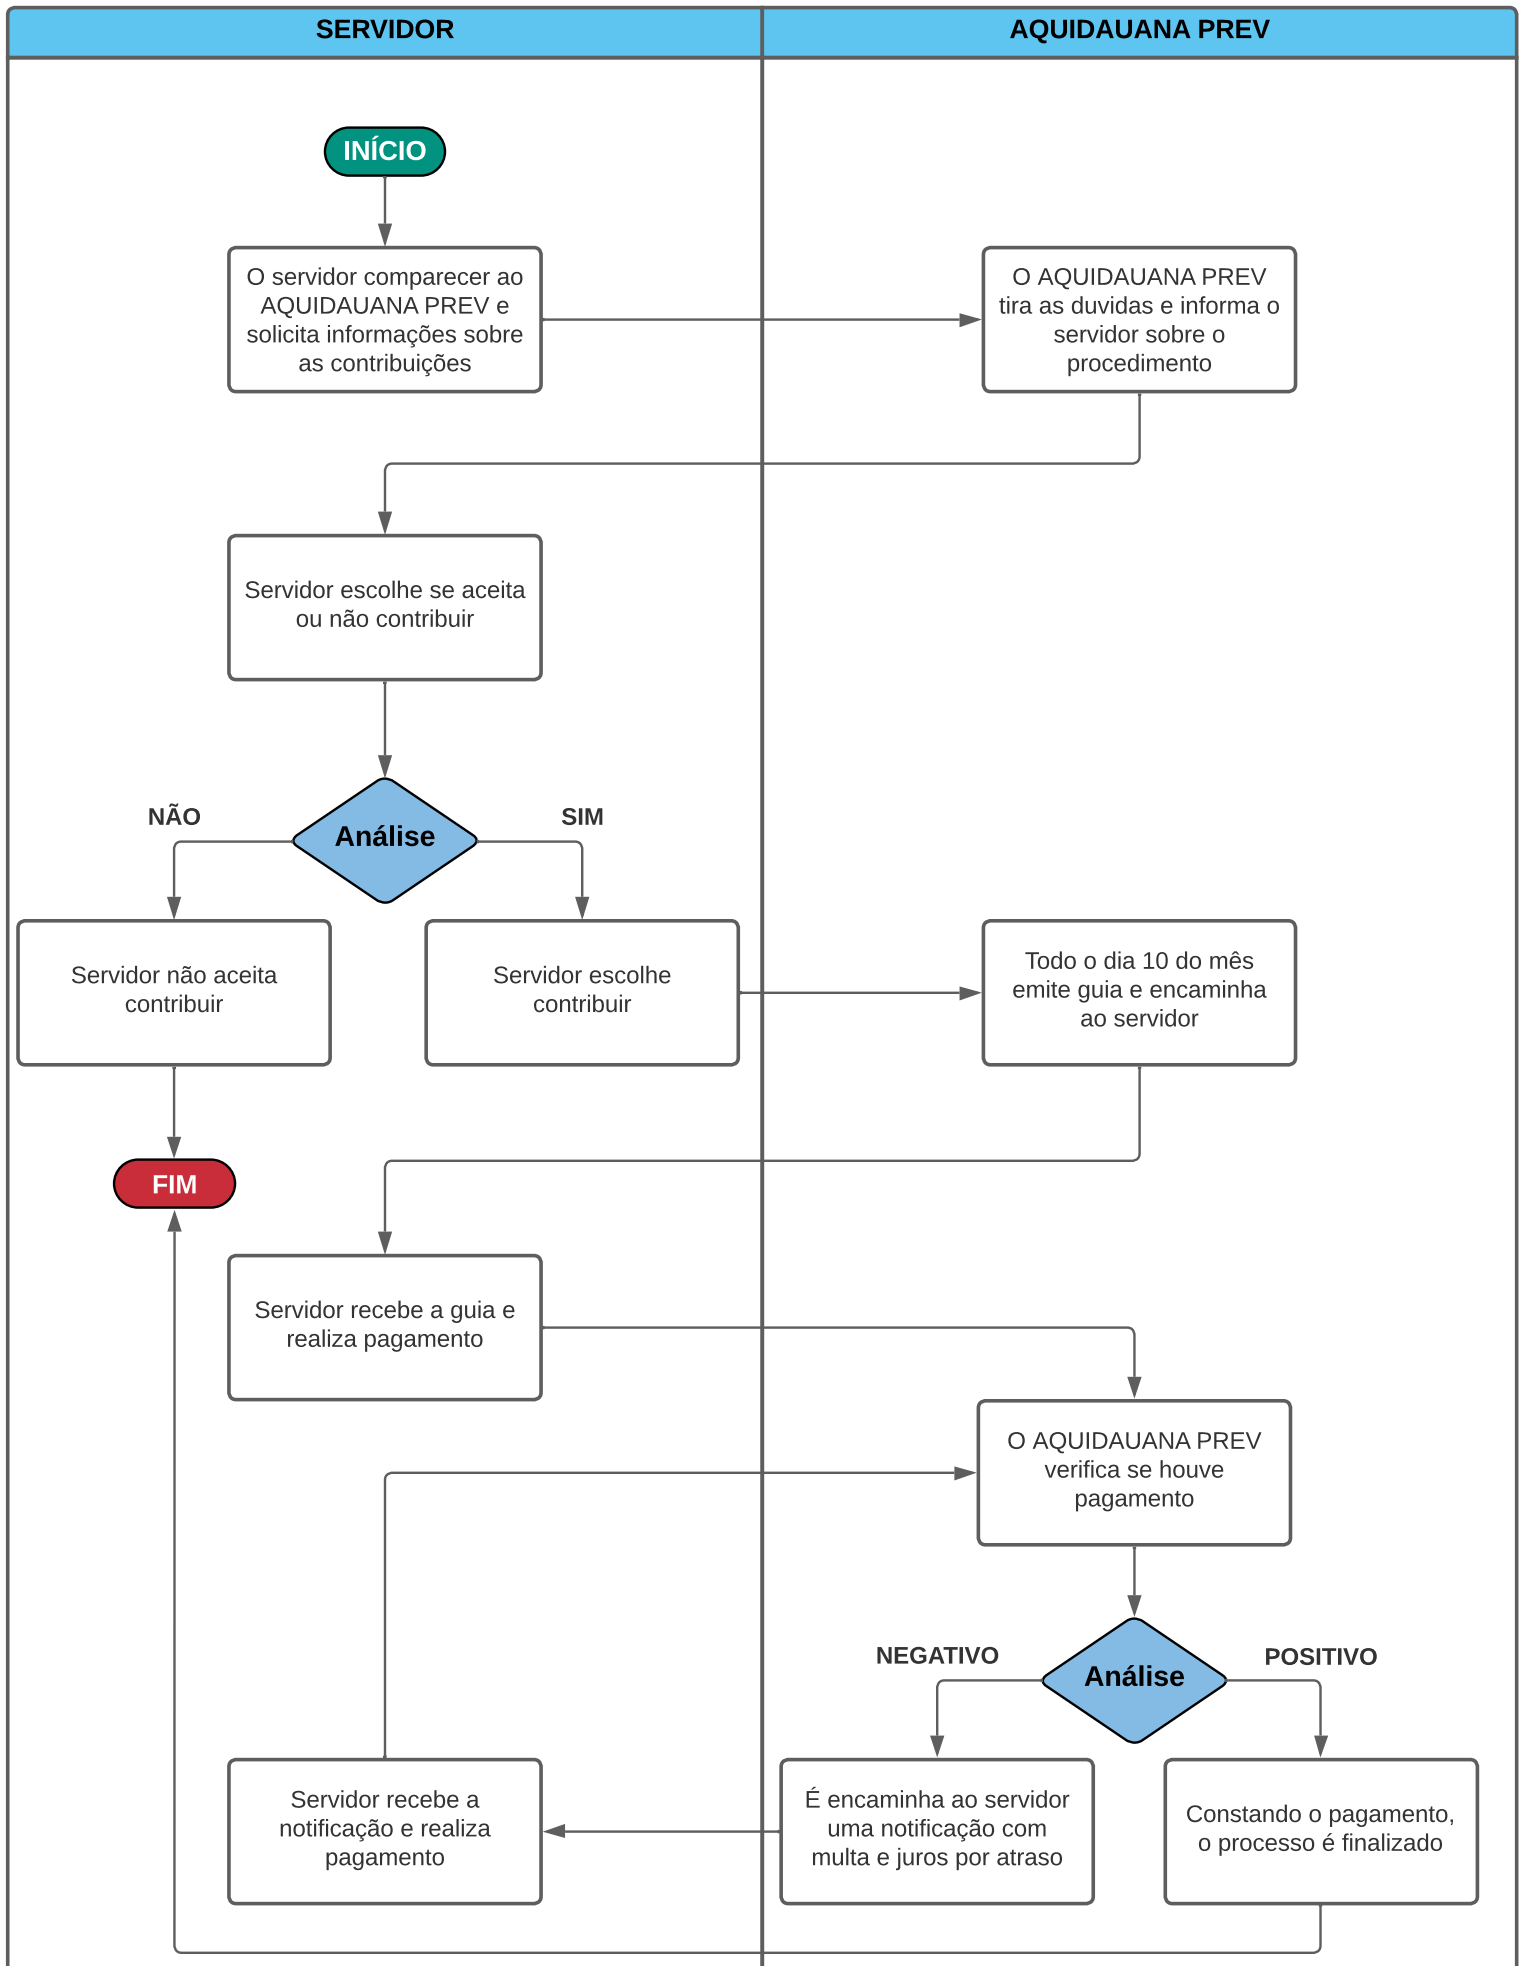 SERVIDOR
AQUIDAUANA PREV
INÍCIO
O servidor comparecer ao
AQUIDAUANA PREV e
solicita informações sobre
as contribuições
O AQUIDAUANA PREV
tira as duvidas e informa o
servidor sobre o
procedimento
Servidor escolhe se aceita
ou não contribuir
Análise
NÃO
SIM
Servidor não aceita
contribuir
Servidor escolhe
contribuir
Todo o dia 10 do mês
emite guia e encaminha
ao servidor
FIM
Servidor recebe a guia e
realiza pagamento
O AQUIDAUANA PREV
verifica se houve
pagamento
Análise
NEGATIVO
POSITIVO
Servidor recebe a
notificação e realiza
pagamento
É encaminha ao servidor
uma notificação com
multa e juros por atraso
Constando o pagamento,
o processo é finalizado